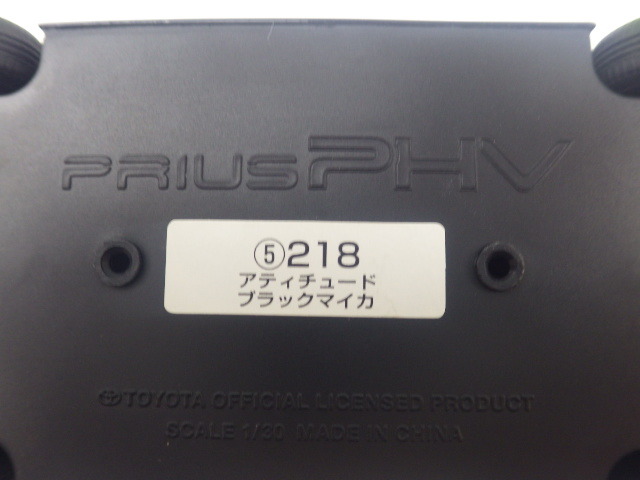 PRIUS PHV
⑤218
アティチュード
ブラックマイカ
TOYOTA OFFICIAL LICENSED PRODUCT
SCALE 1/30 MADE IN CHINA